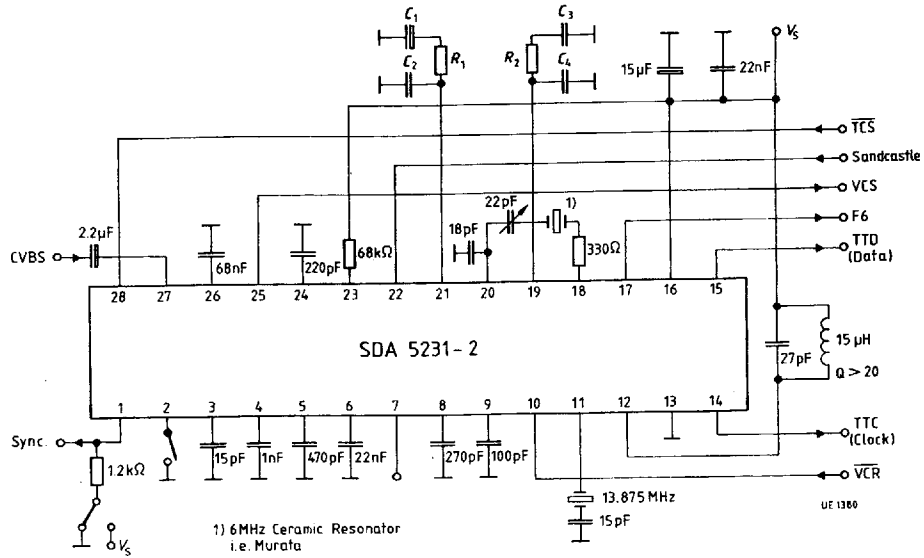 C₁
C₃
Vₛ
C₂
R₁
R₂
C₄
15µF
22nF
T̅C̅S̅
Sandcastle
VCS
22pF
1)
2.2µF
18pF
F6
CVBS
68nF
220pF
68kΩ
330Ω
TTD
(Data)
28 27 26 25 24 23 22 21 20 19 18 17 16 15
SDA 5231-2
27pF
15µH
Q > 20
1 2 3 4 5 6 7 8 9 10 11 12 13 14
Sync.
15pF
1nF
470pF
22nF
270pF
100pF
TTC
(Clock)
1.2kΩ
V̅C̅R̅
13.875 MHz
UE 1380
15pF
1) 6MHz Ceramic Resonator
i.e. Murata
Vₛ